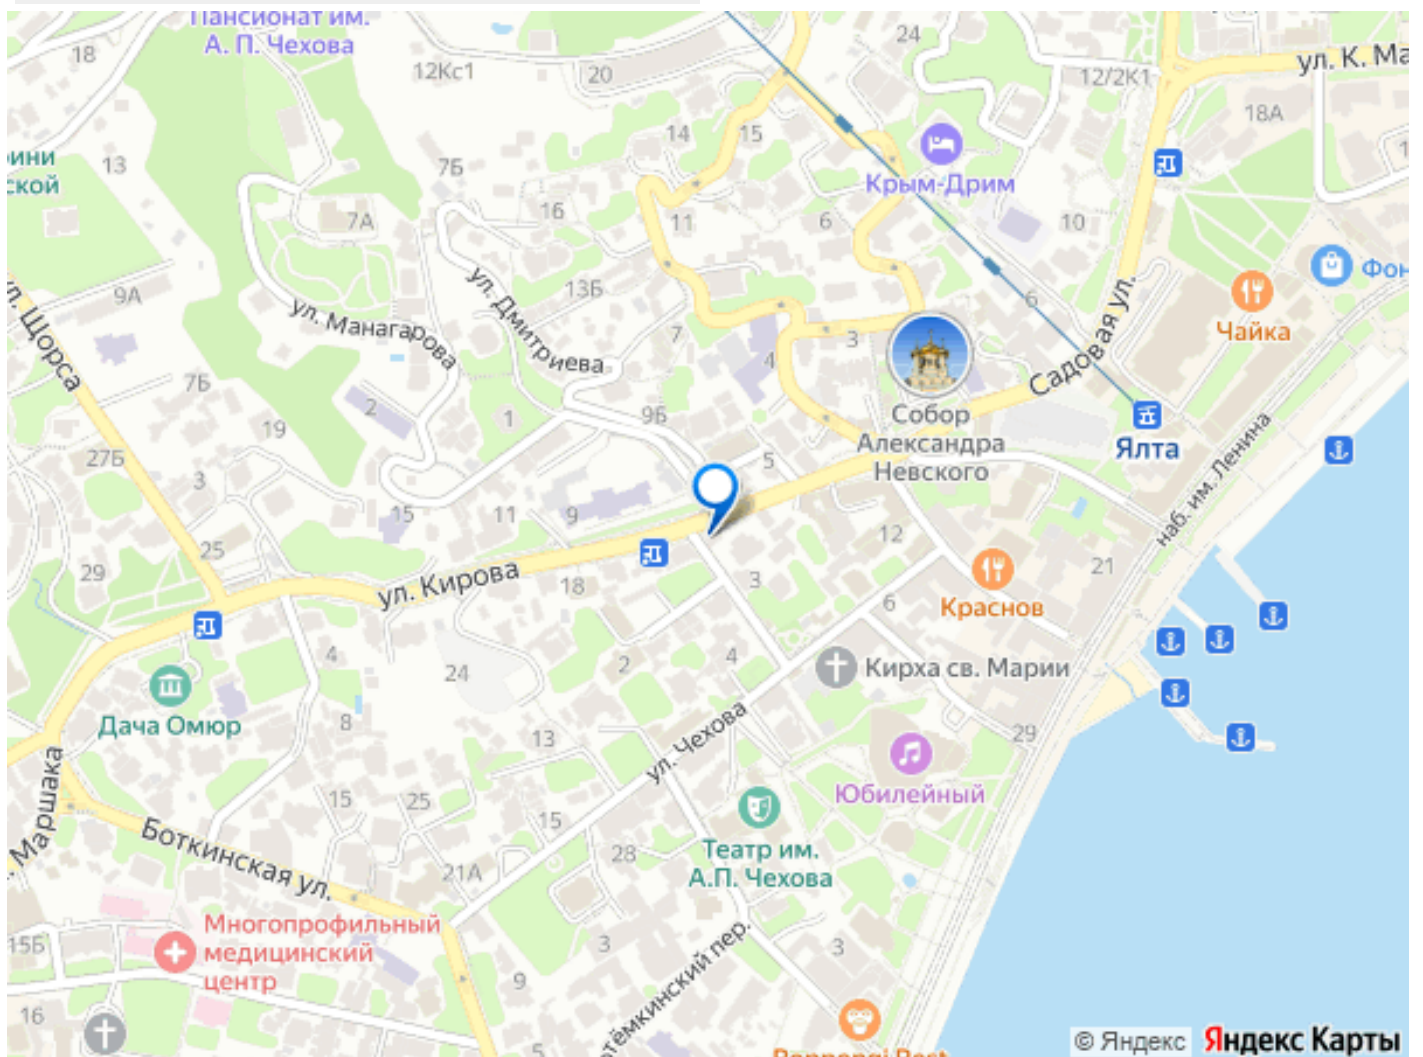 Пансионат им.
А. П. Чехова
18
12Кс1
20
24
12/2К1
ул. К. Ма
18А
14
15
13
7Б
Крым-Дрим
ской
16
7А
11
6
10
Фон
9А
13Б
6
ул. Щорса
ул. Манагарова
ул. Дмитриева
7
3
4
Чайка
Садовая ул.
7Б
2
1
9Б
Собор
Александра
Невского
Ялта
наб. им. Ленина
19
27Б
3
5
15
11
9
12
25
29
18
ул. Кирова
3
21
6
Краснов
4
24
2
4
Кирха св. Марии
Дача Омюр
8
13
ул. Чехова
29
Юбилейный
Маршака
15
25
15
Боткинская ул.
21А
28
Театр им.
А.П. Чехова
Многопрофильный
медицинский
центр
15Б
3
3
9
16
5
© Яндекс
Яндекс Карты